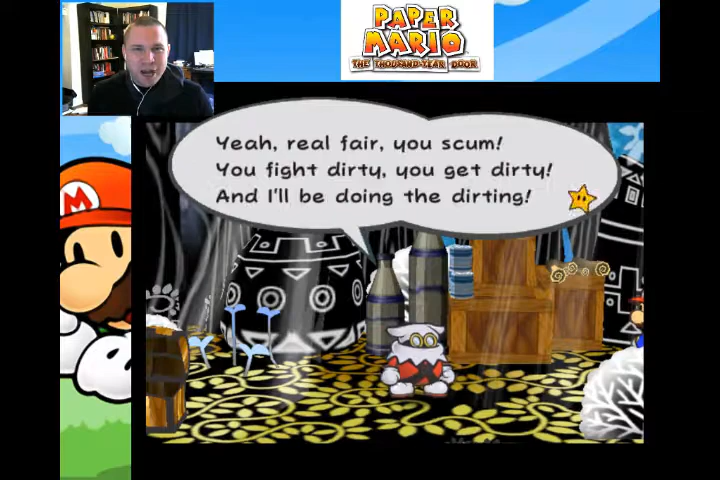 PAPER
MARIO
THE THOUSAND-YEAR DOOR
Yeah, real fair, you scum!
You fight dirty, you get dirty!
And I'll be doing the dirting!
M